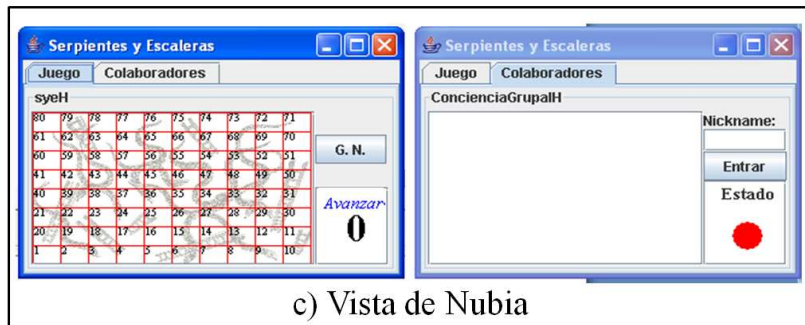 Serpientes y Escaleras
Juego Colaboradores
syeH
80 79 78 77 76 75 74 73 72 71
61 62 63 64 65 66 67 68 69 70
60 59 58 57 56 55 54 53 52 51
41 42 43 44 45 46 47 48 49 50
40 39 38 37 36 35 34 33 32 31
21 22 23 24 25 26 27 28 29 30
20 19 18 17 16 15 14 13 12 11
1 2 3 4 5 6 7 8 9 10
G. N.
Avanzar
0
Serpientes y Escaleras
Juego Colaboradores
ConcienciaGrupalH
Nickname:
Entrar
Estado
c) Vista de Nubia